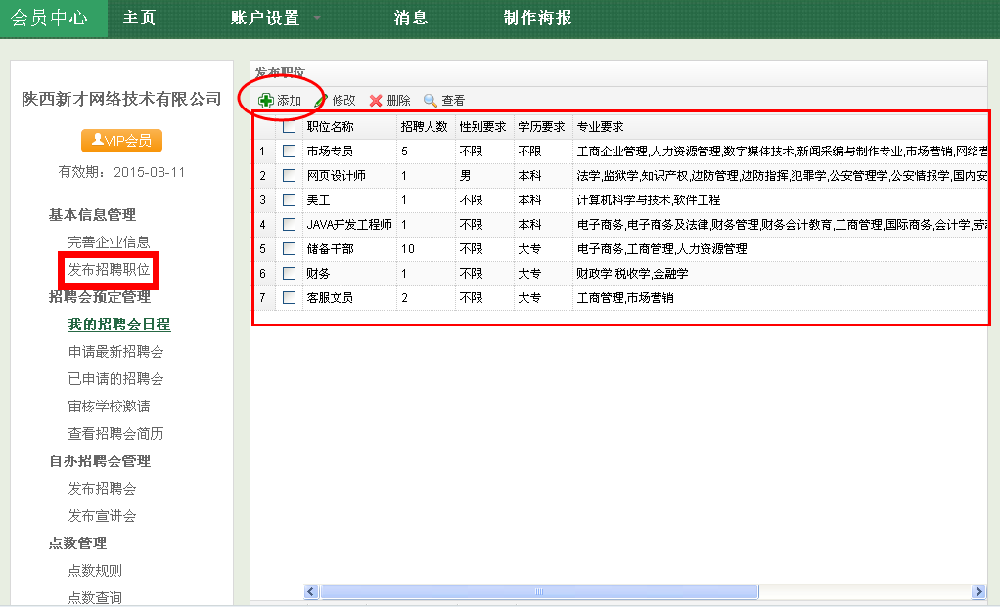 会员中心 主页 账户设置 消息 制作海报
陕西新才网络技术有限公司
VIP会员
有效期：2015-08-11
基本信息管理
完善企业信息
发布招聘职位
招聘会预定管理
我的招聘会日程
申请最新招聘会
已申请的招聘会
审核学校邀请
查看招聘会简历
自办招聘会管理
发布招聘会
发布宣讲会
点数管理
点数规则
点数查询
发布职位
添加 修改 删除 查看
职位名称 招聘人数 性别要求 学历要求 专业要求
1 市场专员 5 不限 不限 工商企业管理,人力资源管理,数字媒体技术,新闻采编与制作专业,市场营销,网络营
2 网页设计师 1 男 本科 法学,监狱学,知识产权,边防管理,边防指挥,犯罪学,公安管理学,公安情报学,国内安
3 美工 1 不限 本科 计算机科学与技术,软件工程
4 JAVA开发工程师 1 不限 本科 电子商务,电子商务及法律,财务管理,财务会计教育,工商管理,国际商务,会计学,劳
5 储备干部 10 不限 大专 电子商务,工商管理,人力资源管理
6 财务 1 不限 大专 财政学,税收学,金融学
7 客服文员 2 不限 大专 工商管理,市场营销